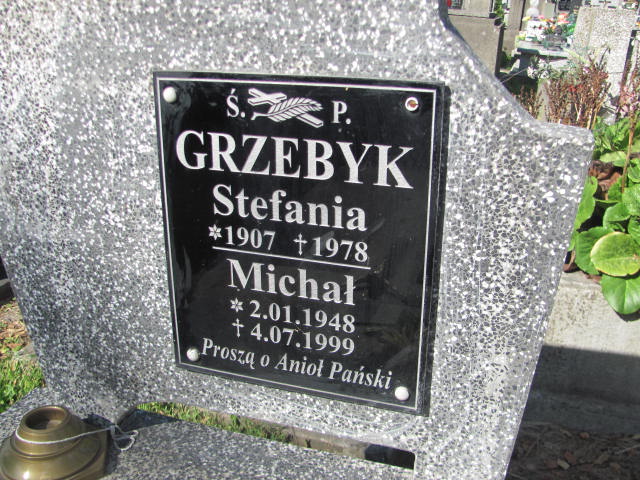 Ś. P.
GRZEBYK
Stefania
*1907 †1978
Michał
*2.01.1948
†4.07.1999
Proszą o Anioł Pański